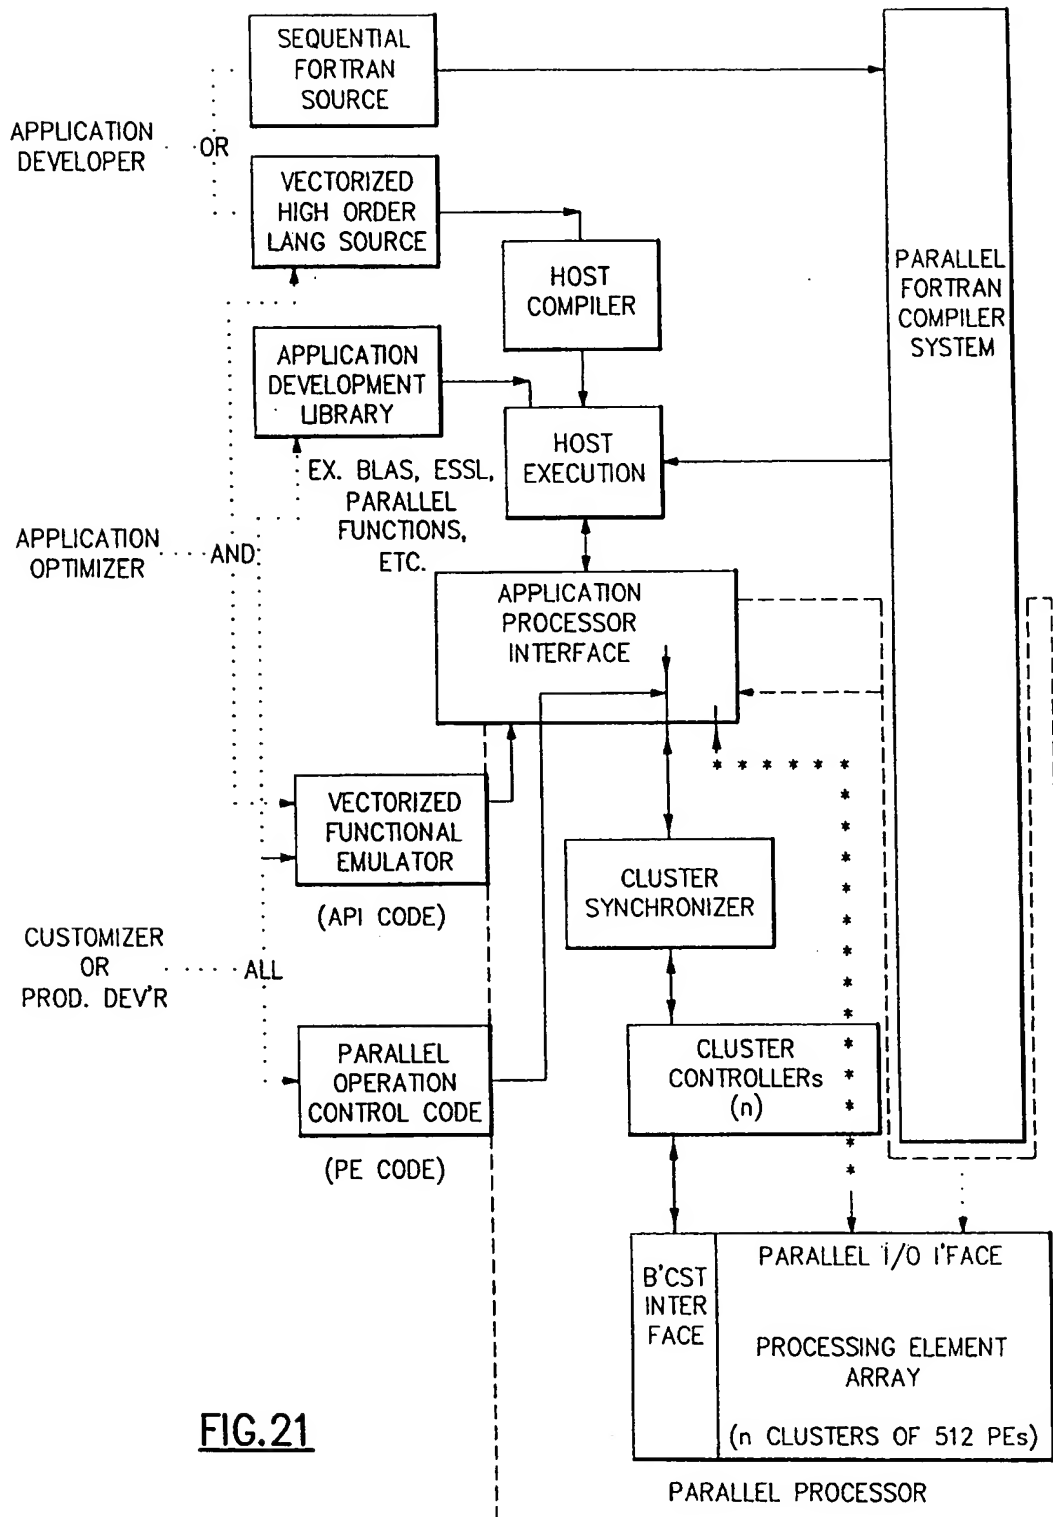 SEQUENTIAL
FORTRAN
SOURCE
APPLICATION
DEVELOPER
OR
VECTORIZED
HIGH ORDER
LANG SOURCE
HOST
COMPILER
PARALLEL
FORTRAN
COMPILER
SYSTEM
APPLICATION
DEVELOPMENT
LIBRARY
HOST
EXECUTION
EX. BLAS, ESSL,
PARALLEL
FUNCTIONS,
ETC.
APPLICATION
OPTIMIZER
AND
APPLICATION
PROCESSOR
INTERFACE
VECTORIZED
FUNCTIONAL
EMULATOR
(API CODE)
CLUSTER
SYNCHRONIZER
CUSTOMIZER
OR
PROD. DEV'R
ALL
PARALLEL
OPERATION
CONTROL CODE
(PE CODE)
CLUSTER
CONTROLLERs
(n)
B'CST
INTER
FACE
PARALLEL I/O I'FACE
PROCESSING ELEMENT
ARRAY
(n CLUSTERS OF 512 PEs)
PARALLEL PROCESSOR
FIG.21